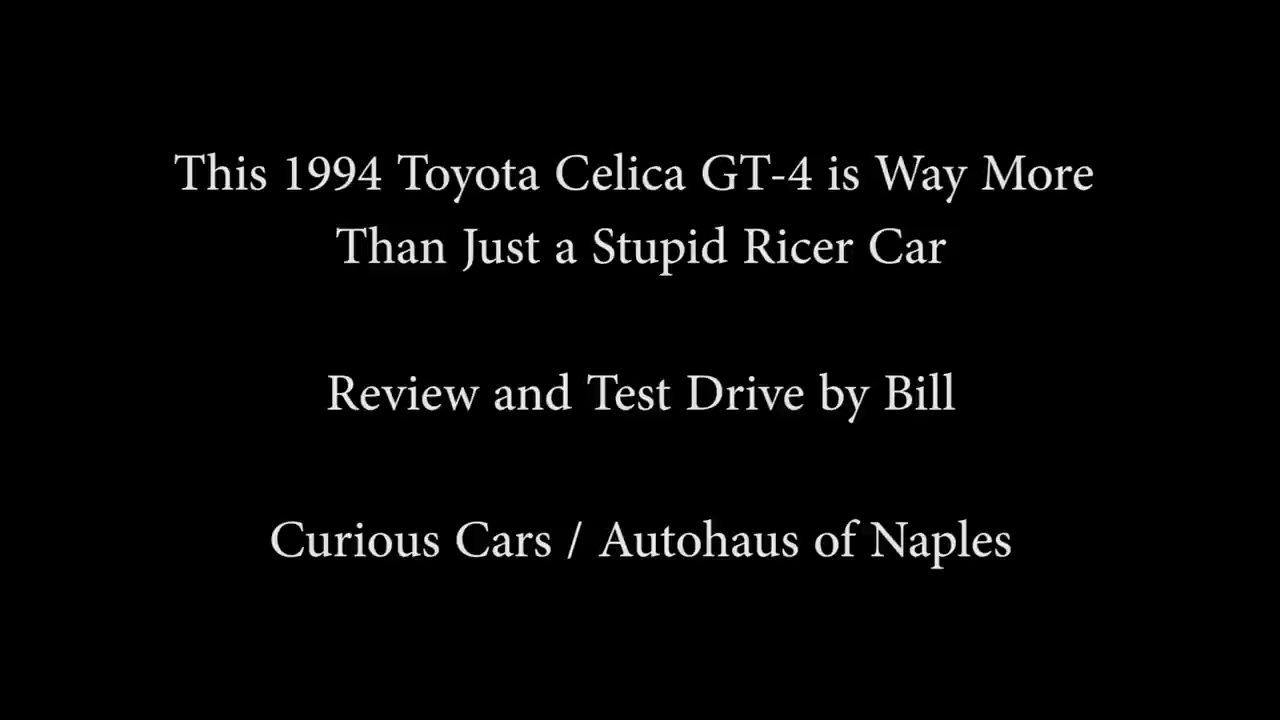 This 1994 Toyota Celica GT-4 is Way More
Than Just a Stupid Ricer Car
Review and Test Drive by Bill
Curious Cars / Autohaus of Naples